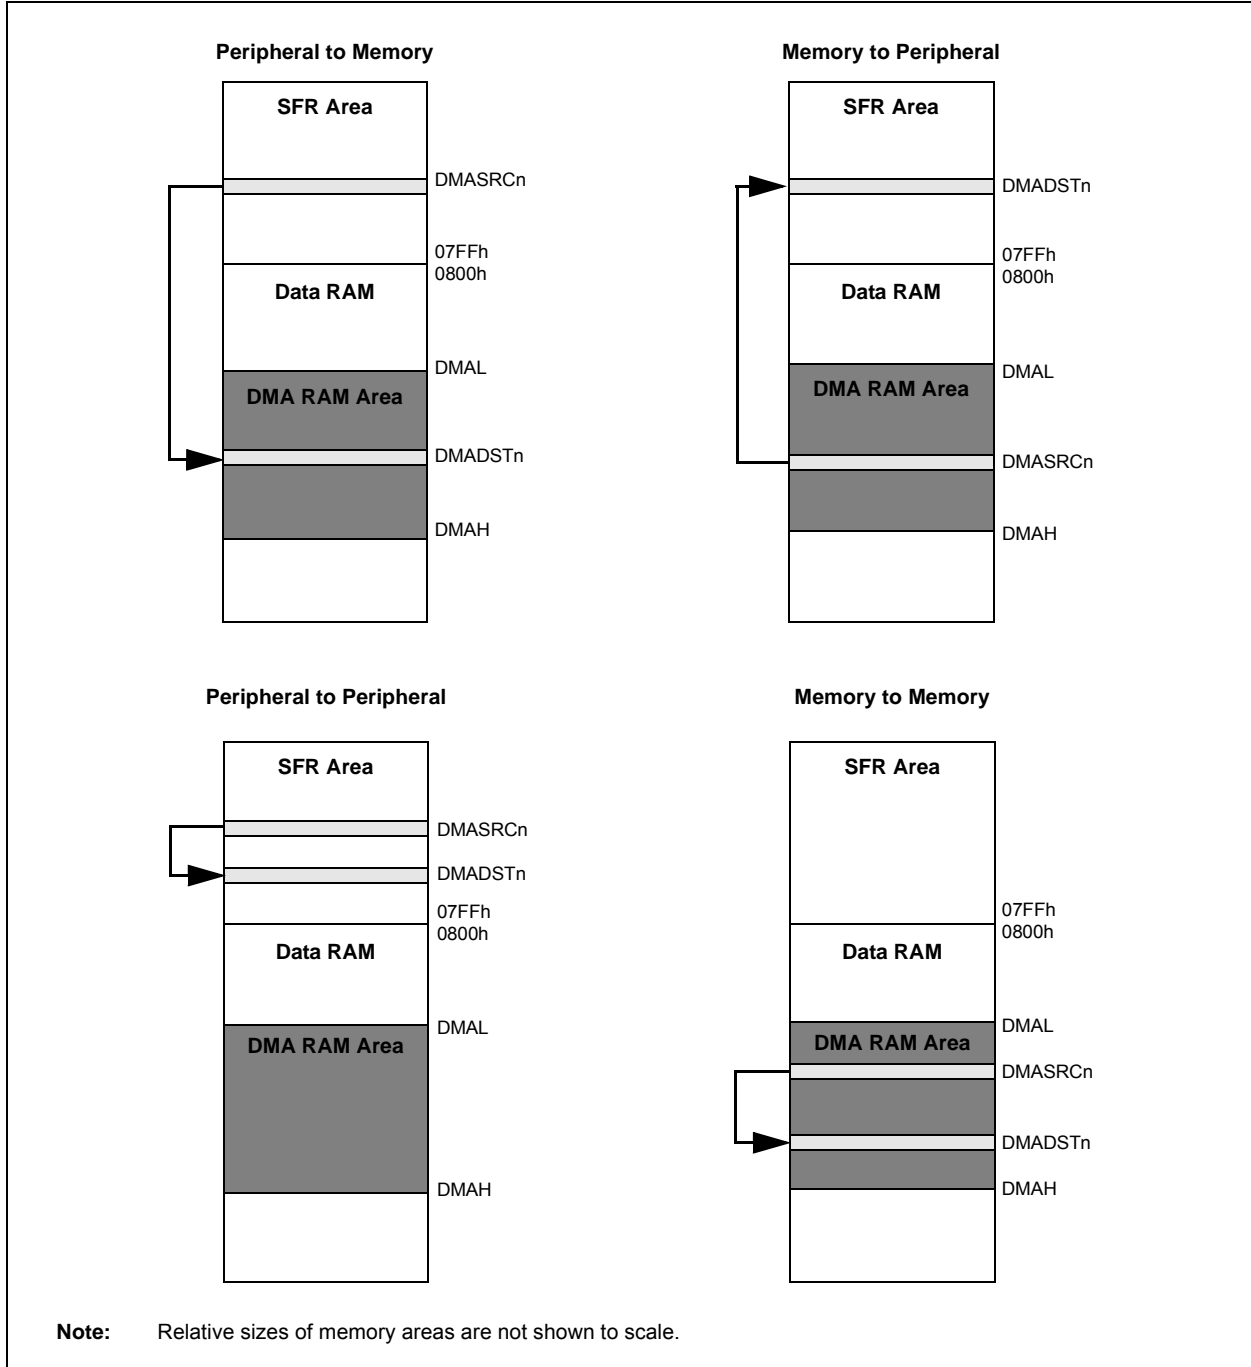 Peripheral to Memory
SFR Area
DMASRCn
07FFh
0800h
Data RAM
DMAL
DMA RAM Area
DMADSTn
DMAH
Memory to Peripheral
SFR Area
DMADSTn
07FFh
0800h
Data RAM
DMAL
DMA RAM Area
DMASRCn
DMAH
Peripheral to Peripheral
SFR Area
DMASRCn
DMADSTn
07FFh
0800h
Data RAM
DMAL
DMA RAM Area
DMAH
Memory to Memory
SFR Area
07FFh
0800h
Data RAM
DMAL
DMA RAM Area
DMASRCn
DMADSTn
DMAH
Note: Relative sizes of memory areas are not shown to scale.